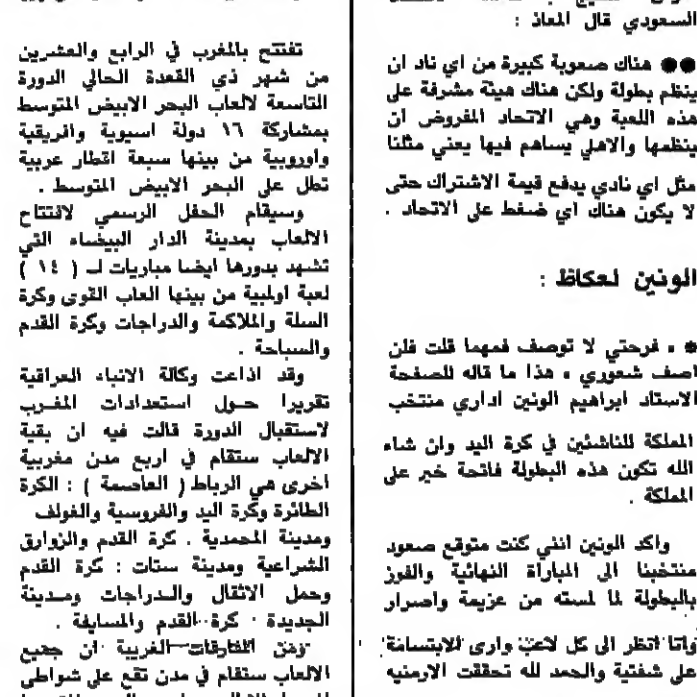 السعودي قال المعاذ :
●● هناك صعوبة كبيرة من اي ناد ان
ينظم بطولة ولكن هناك هيئة مشرفة على
هذه اللعبة وهي الاتحاد المفروض ان
ينظمها والاهلي يساهم فيها يعني مثلنا
مثل اي نادي يدفع قيمة الاشتراك حتى
لا يكون هناك اي ضغط على الاتحاد .
الونين لعكاظ :
● « فرحتي لا توصف فمهما قلت فلن
اصف شعوري » هذا ما قاله للصفحة
الاستاد ابراهيم الونين اداري منتخب
المملكة للناشئين في كرة اليد وان شاء
الله تكون هذه البطولة فاتحة خير على
المملكة .
واكد الونين انني كنت متوقع صعود
منتخبنا الى المباراة النهائية والفوز
بالبطولة لما لمسته من عزيمة واصرار
وانا انظر الى كل لاعب وارى الابتسامة
على شفتية والحمد لله تحققت الارمنيه
تفتتح بالمغرب في الرابع والعشرين
من شهر ذي القعدة الحالي الدورة
التاسعة لالعاب البحر الابيض المتوسط
بمشاركة ١٦ دولة اسيوية وافريقية
واوروبية من بينها سبعة اقطار عربية
تطل على البحر الابيض المتوسط .
وسيقام الحفل الرسمي لافتتاح
الالعاب بمدينة الدار البيضاء التي
تشهد بدورها ايضا مباريات لـ ( ١٤ )
لعبة اولمبية من بينها العاب القوى وكرة
السلة والملاكمة والدراجات وكرة القدم
والسباحة .
وقد اذاعت وكالة الانباء العراقية
تقريرا حول استعدادات المغرب
لاستقبال الدورة قالت فيه ان بقية
الالعاب ستقام في اربع مدن مغربية
اخرى هي الرباط ( العاصمة ) : الكرة
الطائرة وكرة اليد والفروسية والغولف
ومدينة المحمدية . كرة القدم والزوارق
الشراعية ومدينة ستات : كرة القدم
وحمل الاثقال والدراجات ومدينة
الجديدة . كرة القدم والمسايفة .
ومن المفارقات الغريبة ان جميع
الالعاب ستقام في مدن تقع على شواطي